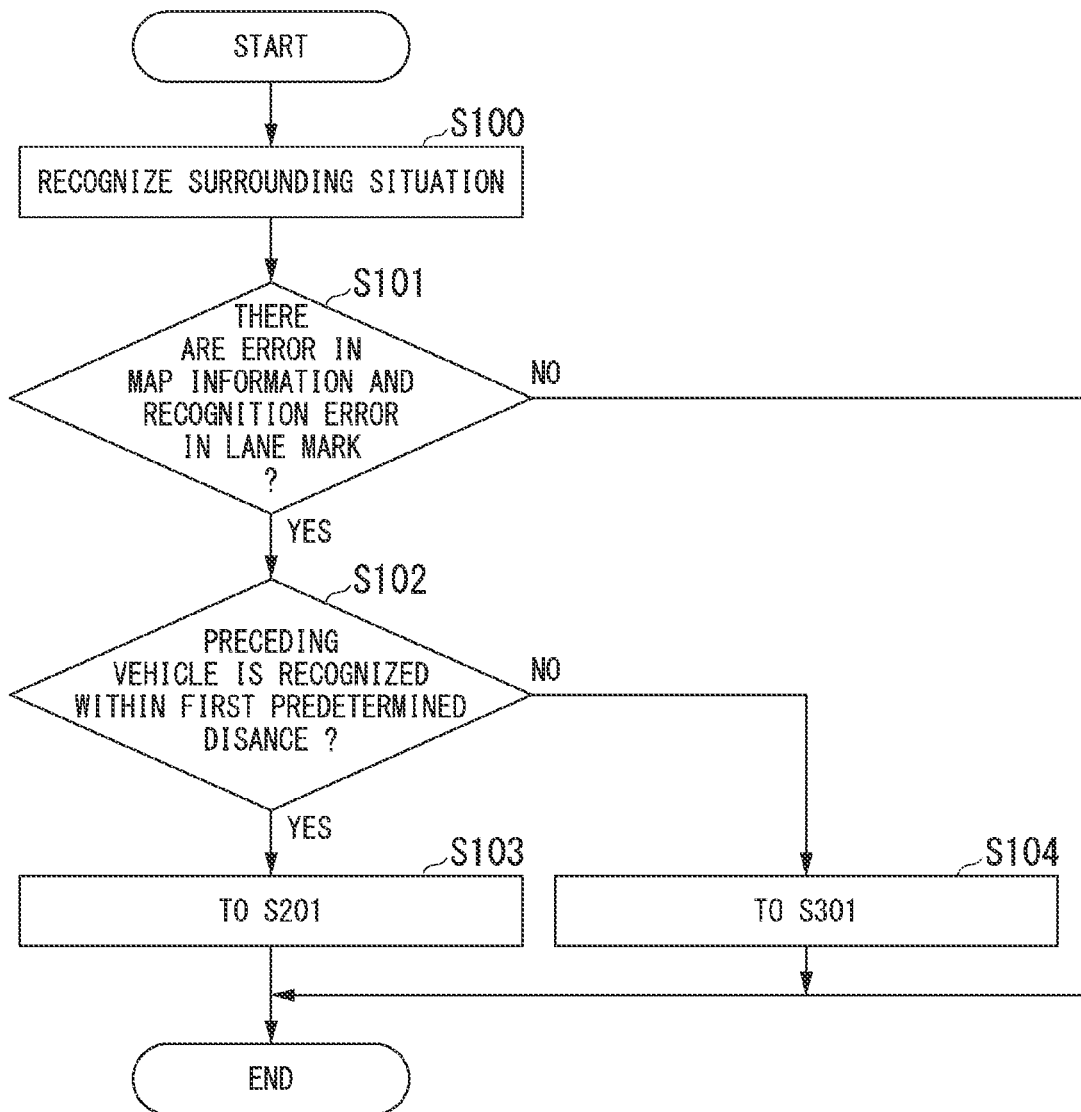 START
S100
RECOGNIZE SURROUNDING SITUATION
S101
THERE
ARE ERROR IN
MAP INFORMATION AND
RECOGNITION ERROR
IN LANE MARK
?
NO
YES
S102
PRECEDING
VEHICLE IS RECOGNIZED
WITHIN FIRST PREDETERMINED
DISANCE ?
NO
YES
S103
TO S201
S104
TO S301
END